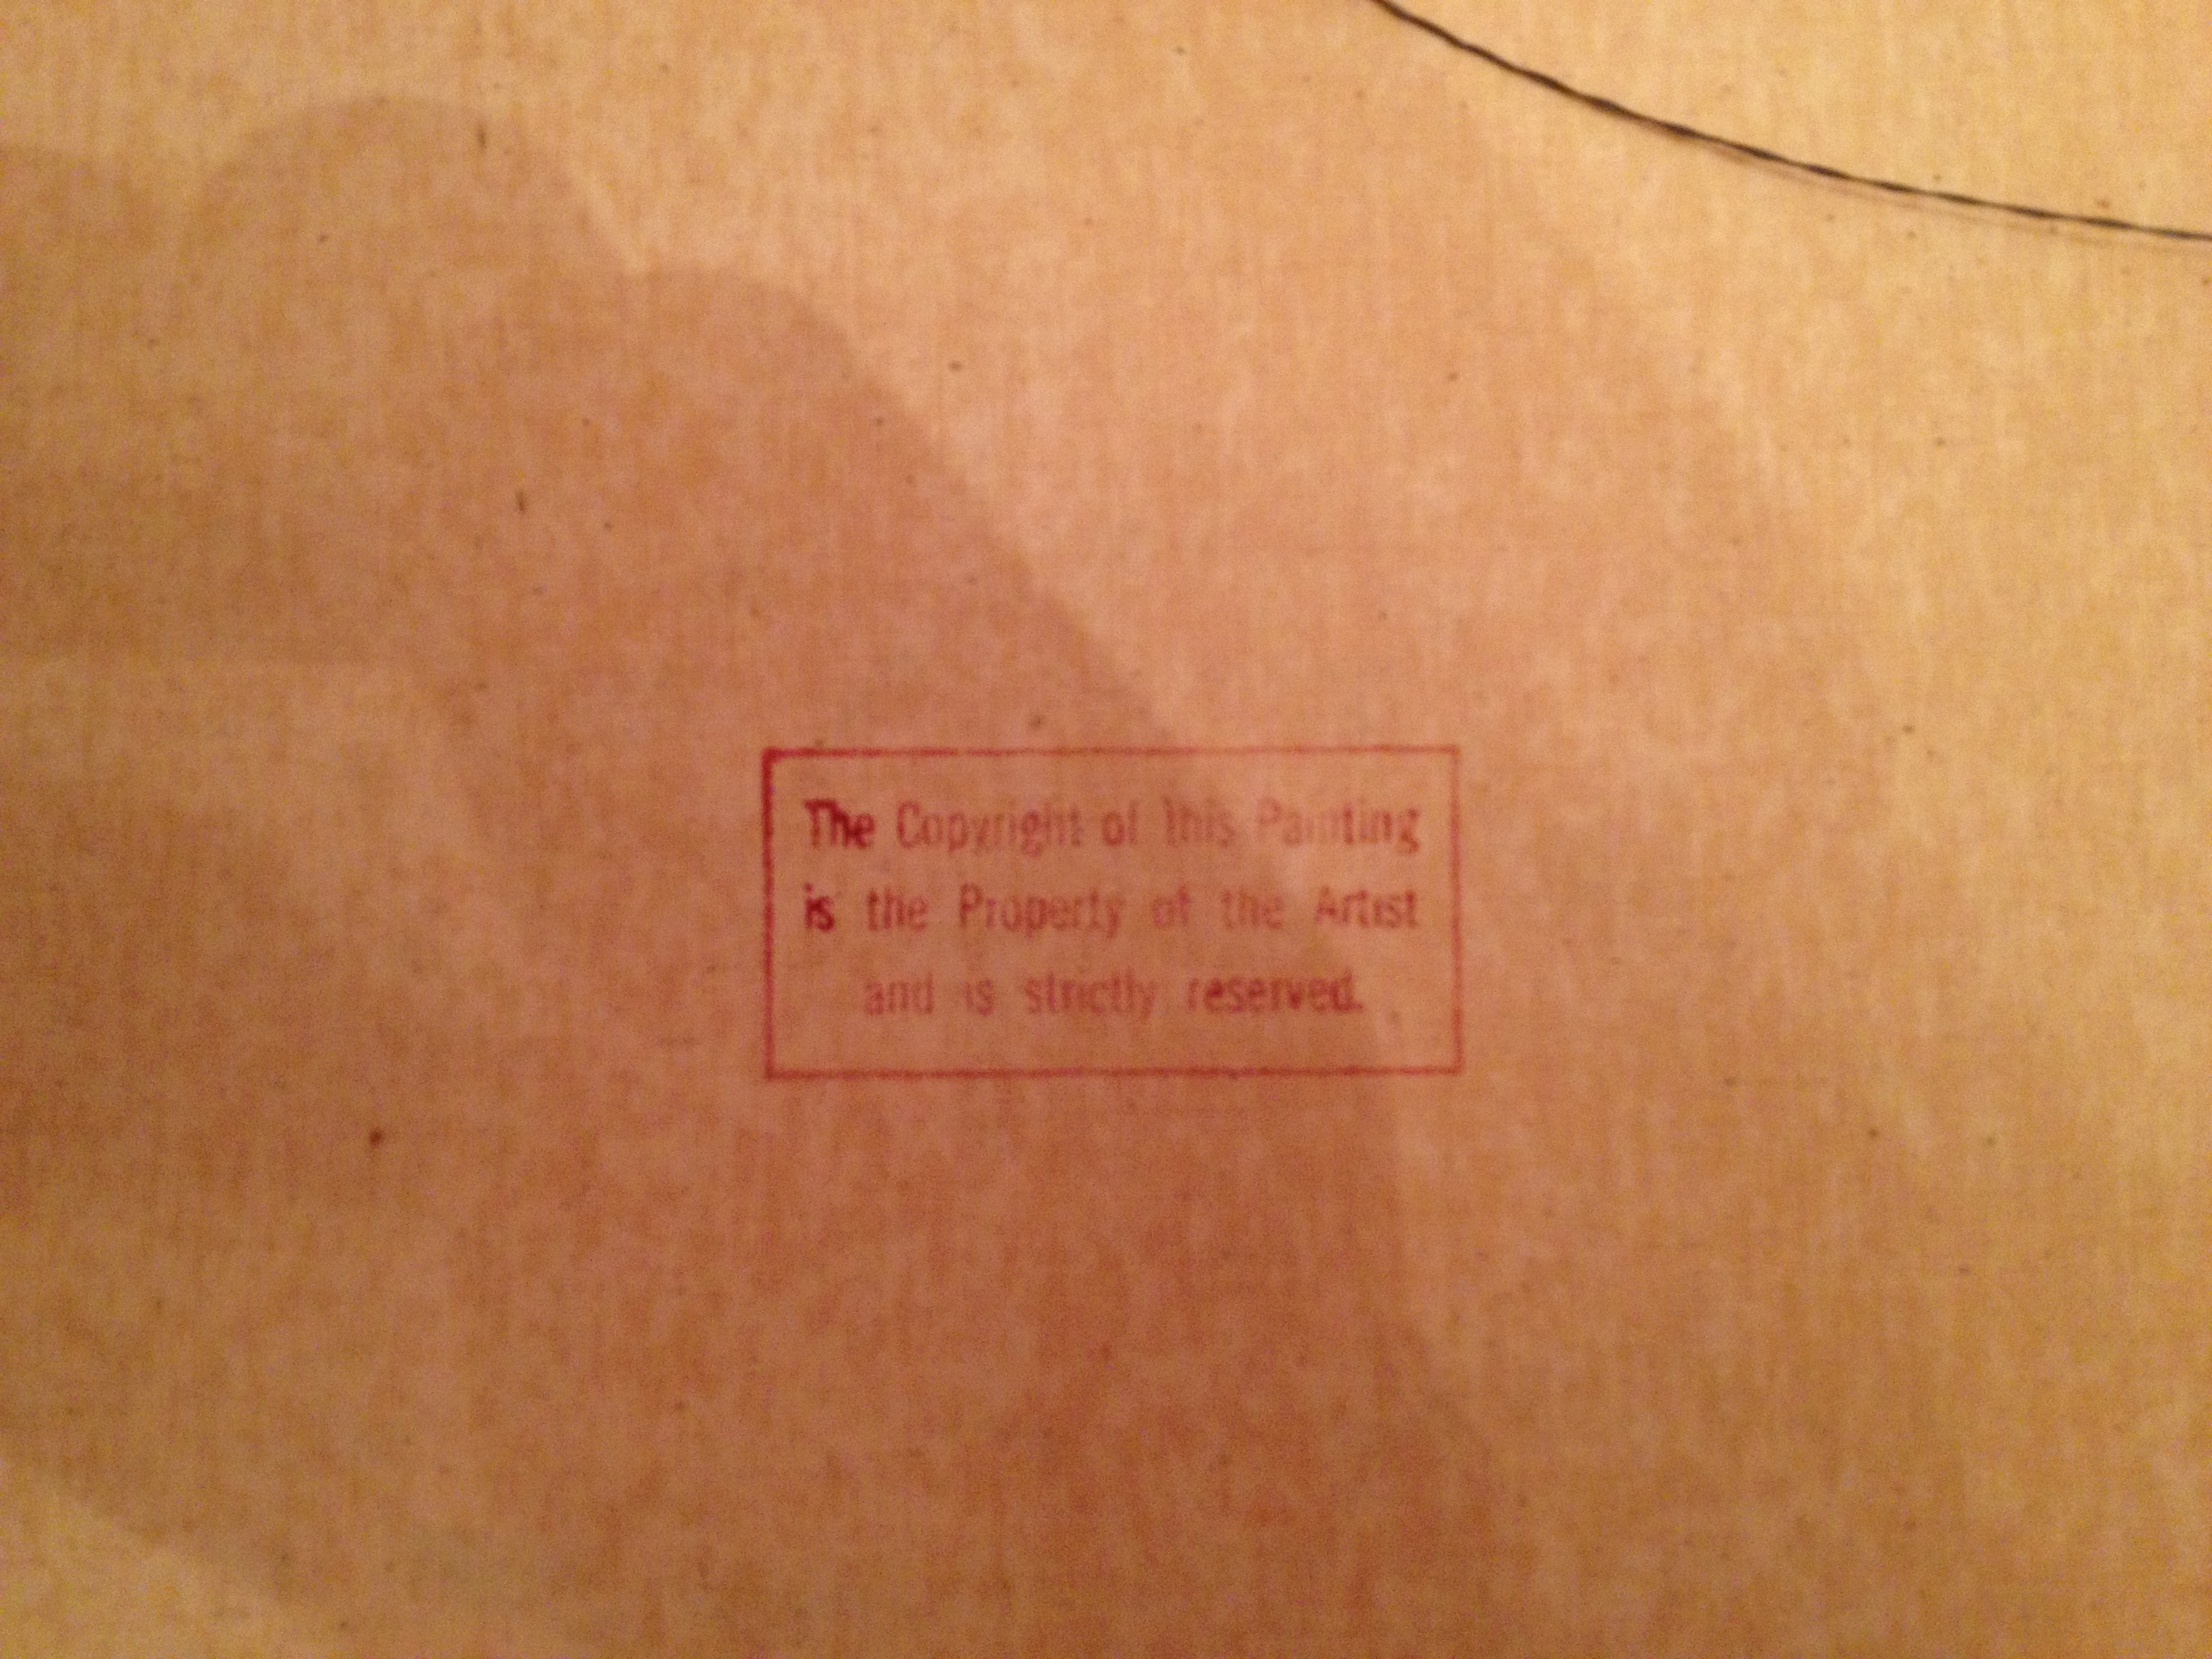 The Copyright of this Painting
is the Property of the Artist
and is strictly reserved.